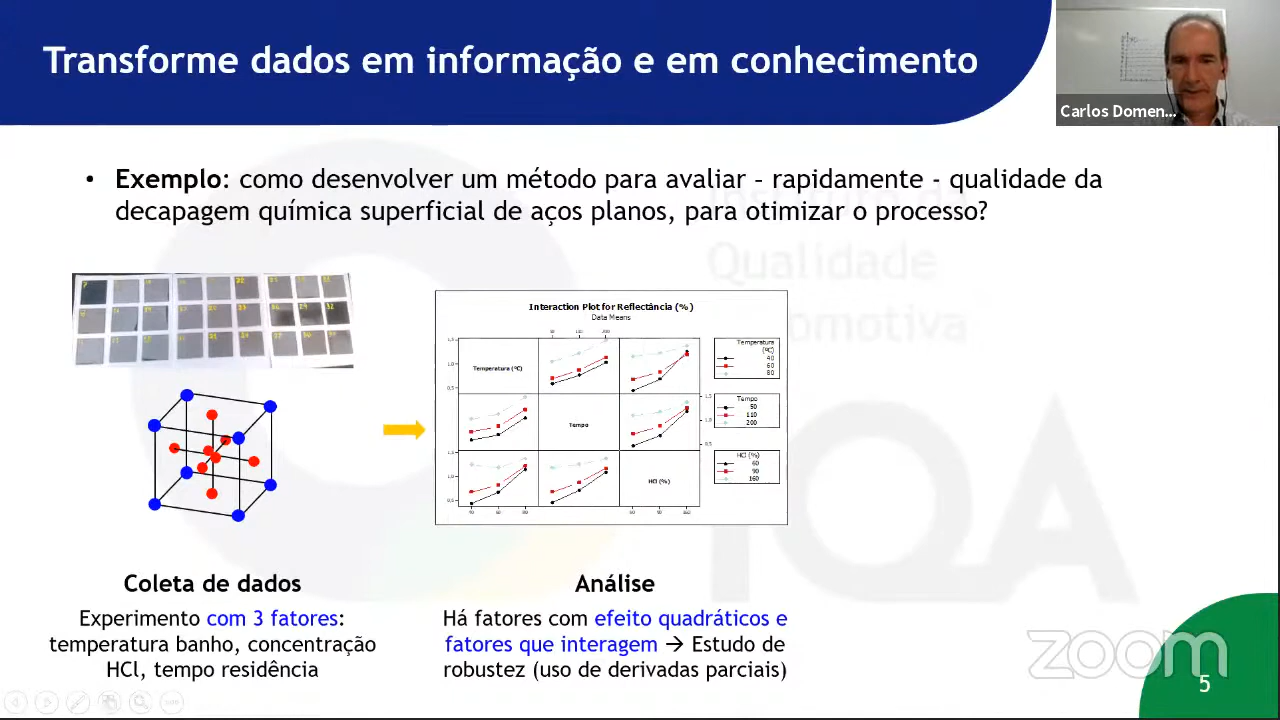 Transforme dados em informação e em conhecimento
Carlos Domen...
• Exemplo: como desenvolver um método para avaliar – rapidamente - qualidade da
decapagem química superficial de aços planos, para otimizar o processo?
Qualidade
IQA
Interaction Plot for Reflectância (%)
Data Means
Temperatura (ºC)
Tempo
HCl (%)
Temperatura
(ºC)
40
60
80
Tempo
50
110
200
HCl (%)
60
90
160
Coleta de dados
Experimento com 3 fatores:
temperatura banho, concentração
HCl, tempo residência
Análise
Há fatores com efeito quadráticos e
fatores que interagem → Estudo de
robustez (uso de derivadas parciais)
zoom
5